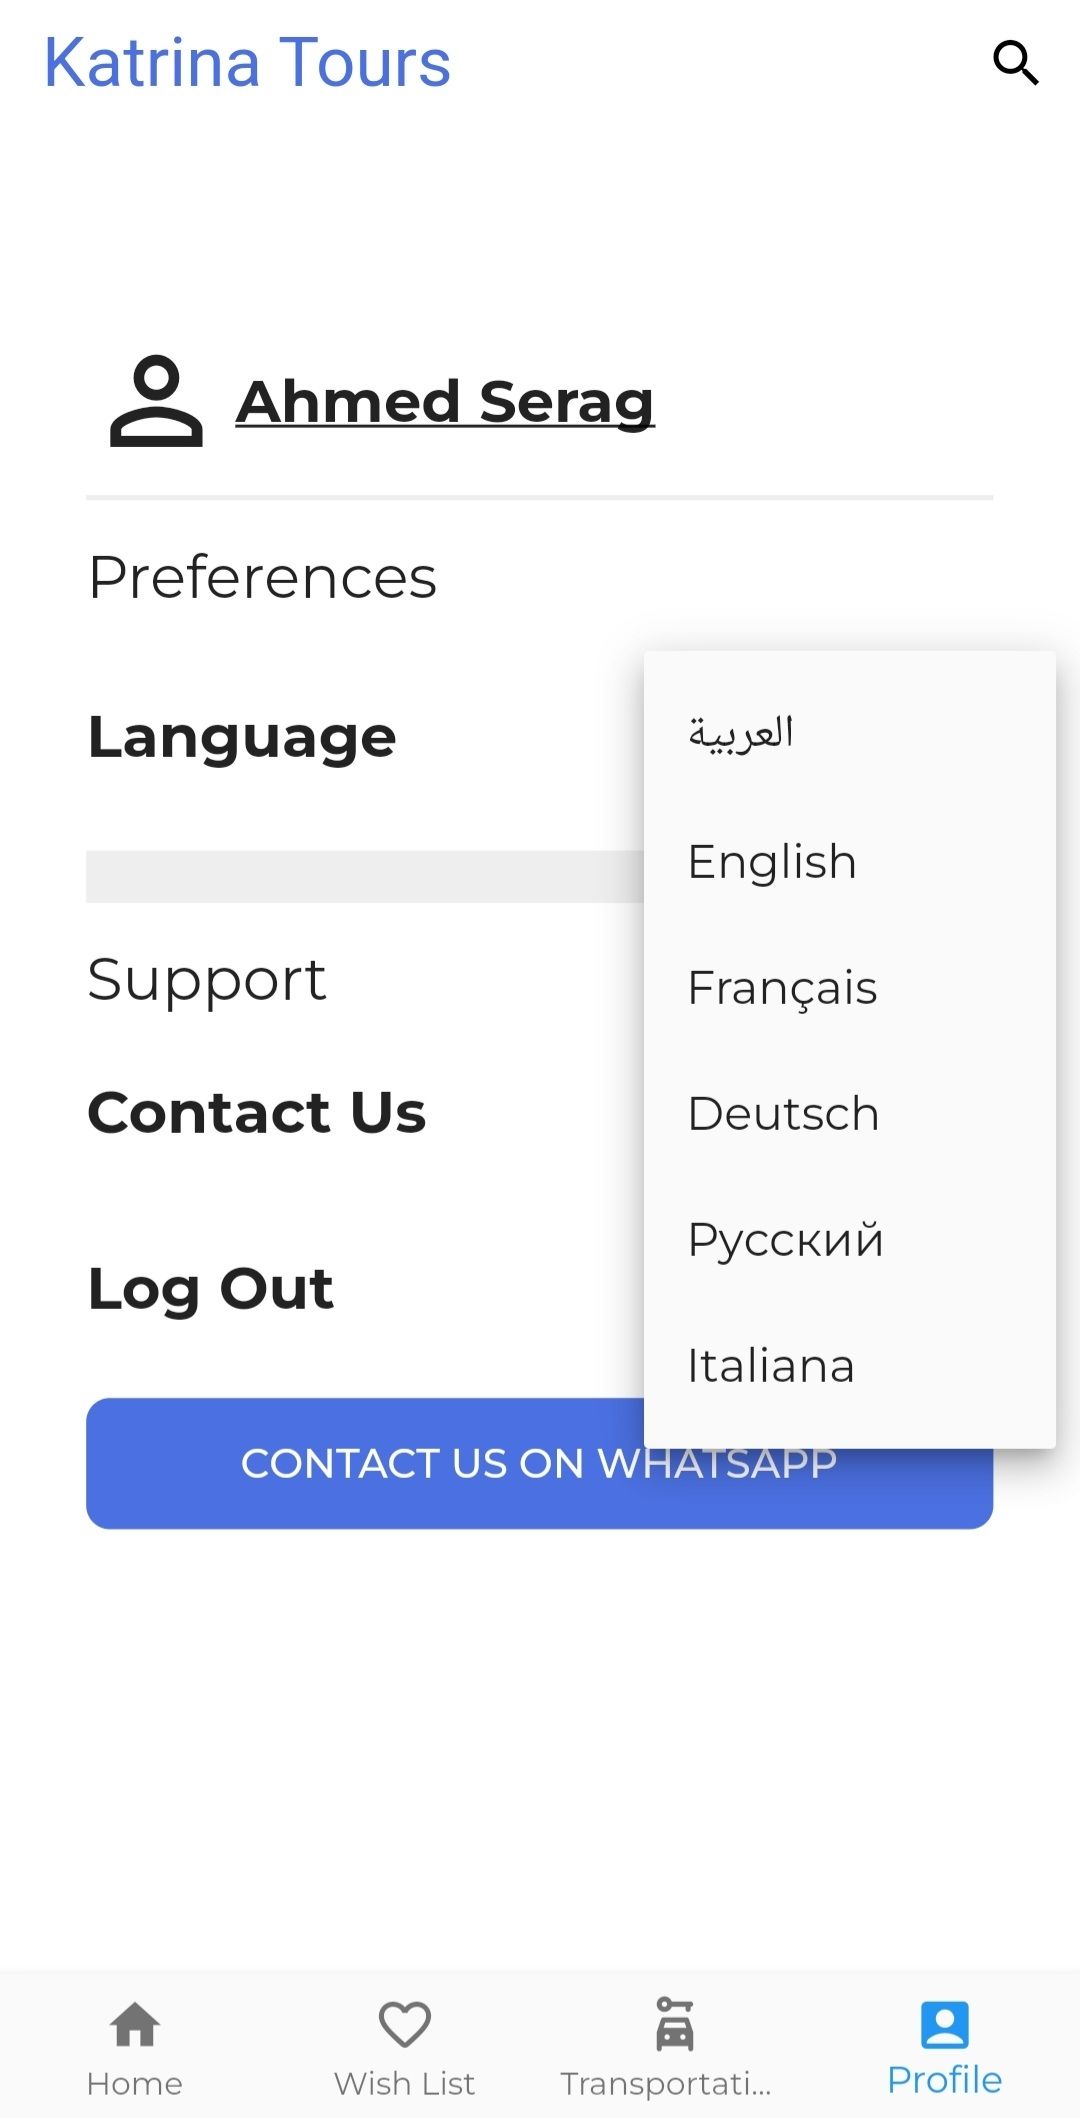 Katrina Tours
Ahmed Serag
Preferences
Language
العربية
English
Français
Deutsch
Русский
Italiana
Support
Contact Us
Log Out
CONTACT US ON WHATSAPP
Home
Wish List
Transportati...
Profile